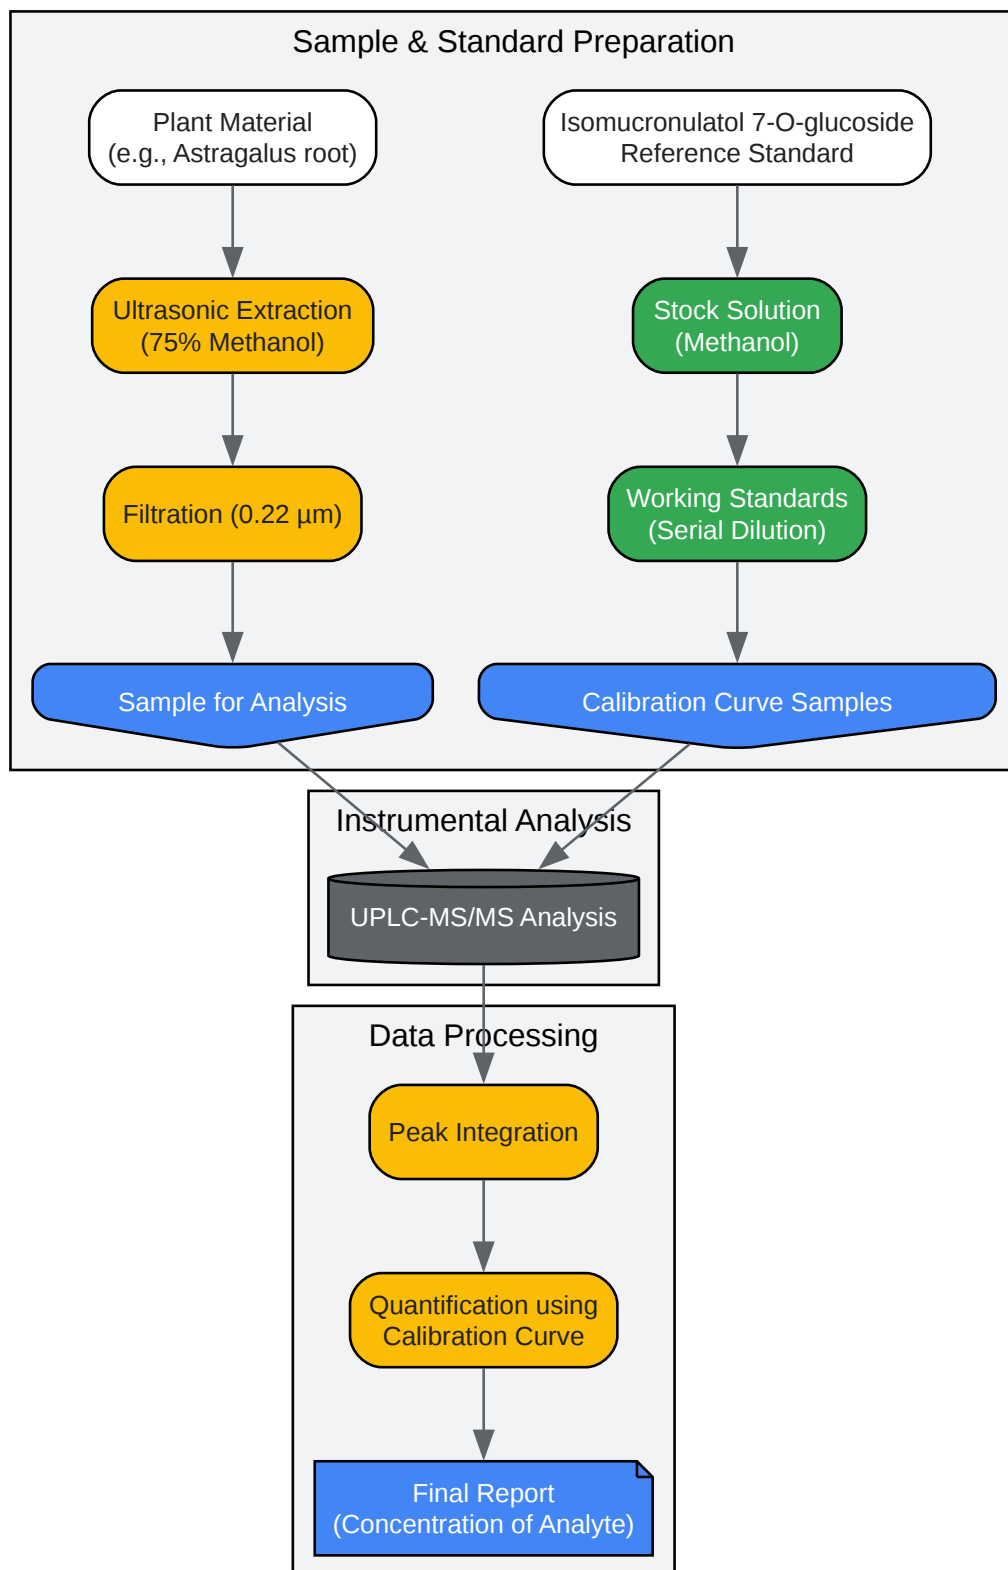 Sample & Standard Preparation
Plant Material
(e.g., Astragalus root)
Isomucronulatol 7-O-glucoside
Reference Standard
Ultrasonic Extraction
(75% Methanol)
Stock Solution
(Methanol)
Filtration (0.22 µm)
Working Standards
(Serial Dilution)
Sample for Analysis
Calibration Curve Samples
Instrumental Analysis
UPLC-MS/MS Analysis
Data Processing
Peak Integration
Quantification using
Calibration Curve
Final Report
(Concentration of Analyte)